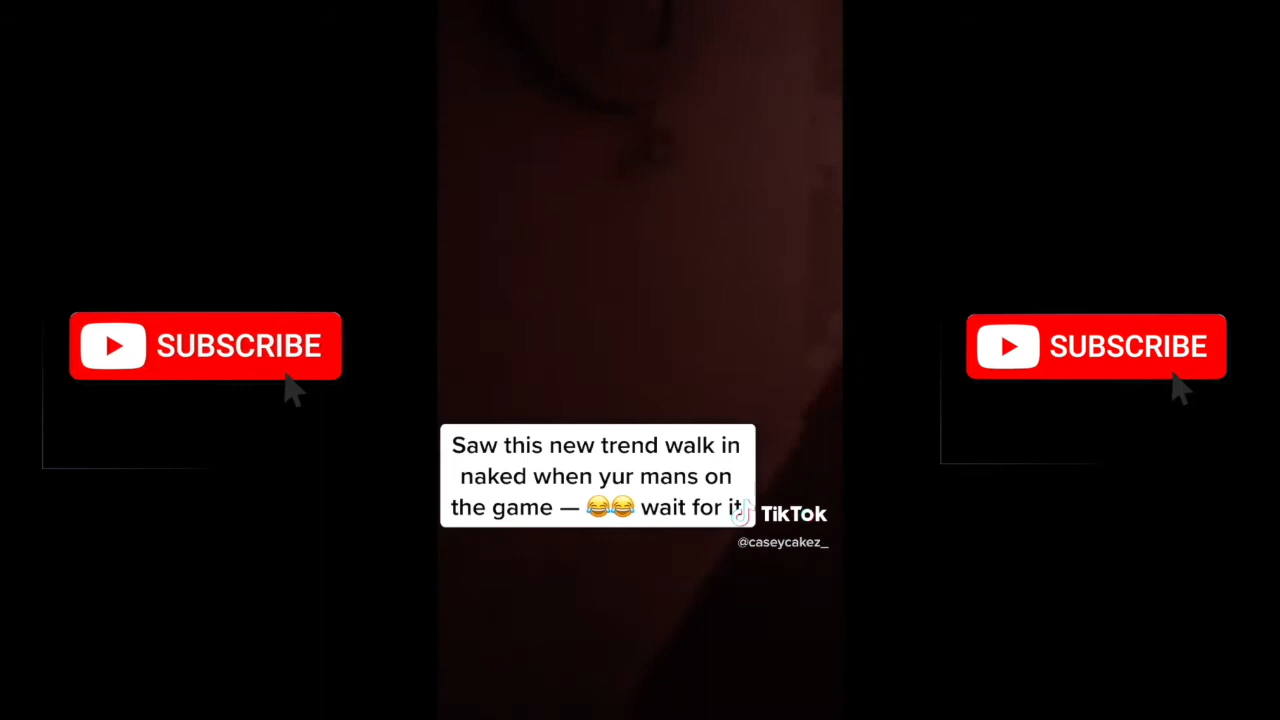 SUBSCRIBE
SUBSCRIBE
Saw this new trend walk in
naked when yur mans on
the game — 😂😂 wait for it
TikTok
@caseycakez_